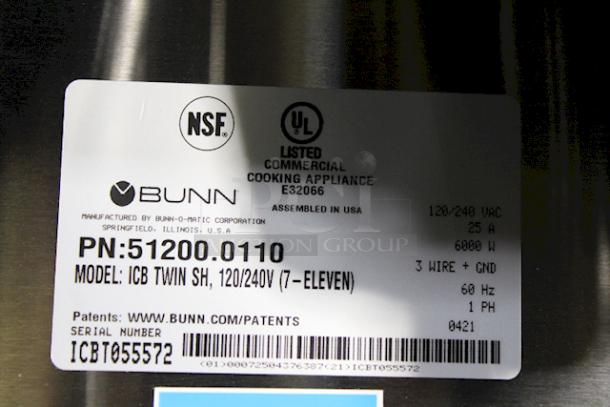 NSF®
UL
LISTED
COMMERCIAL
COOKING APPLIANCE
E32066
BUNN®
ASSEMBLED IN USA
MANUFACTURED BY BUNN-O-MATIC CORPORATION
SPRINGFIELD, ILLINOIS, U.S.A
PN:51200.0110
MODEL: ICB TWIN SH, 120/240V (7-ELEVEN)
120/240 VAC
25 A
6000 W
3 WIRE + GND
60 Hz
1 PH
0421
Patents: WWW.BUNN.COM/PATENTS
SERIAL NUMBER
ICBT055572
(01)00072504376387(21)ICBT055572